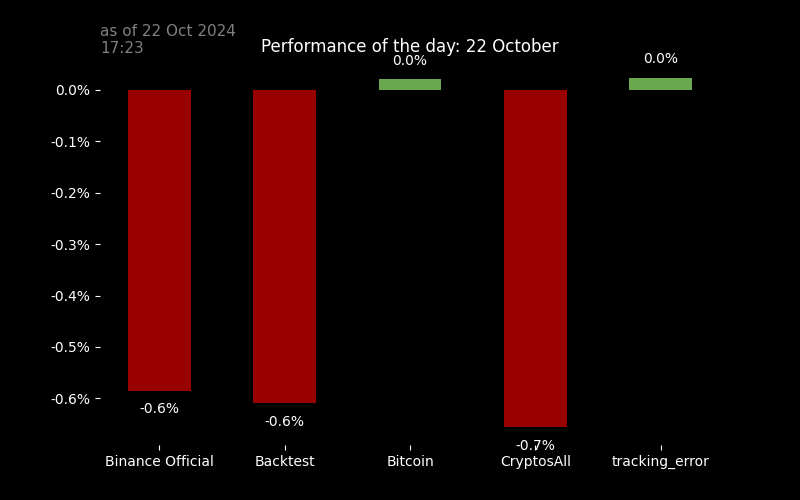 as of 22 Oct 2024
17:23
Performance of the day: 22 October
0.0%
0.0%
0.0%
-0.1%
-0.2%
-0.3%
-0.4%
-0.5%
-0.6%
-0.6%
-0.6%
-0.7%
Binance Official
Backtest
Bitcoin
CryptosAll
tracking_error